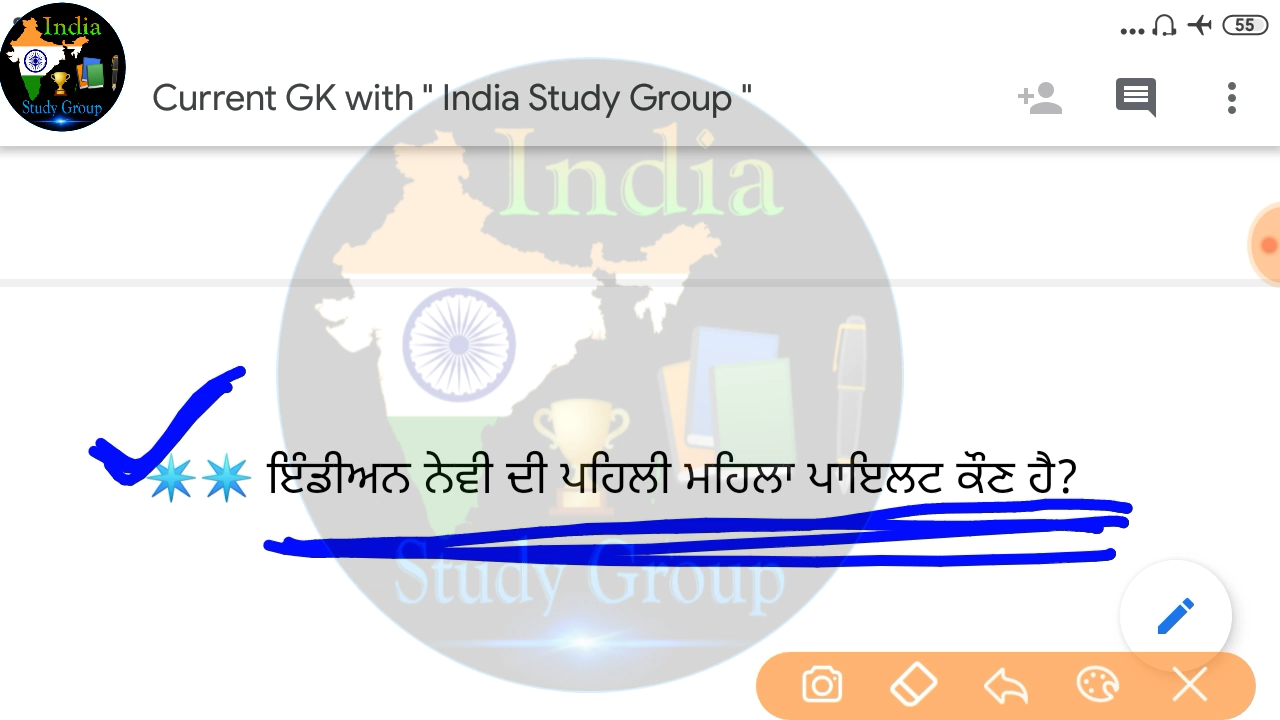 India
Study Group
55
Current GK with " India Study Group "
India
ਇੰਡੀਅਨ ਨੇਵੀ ਦੀ ਪਹਿਲੀ ਮਹਿਲਾ ਪਾਇਲਟ ਕੌਣ ਹੈ?
Study Group